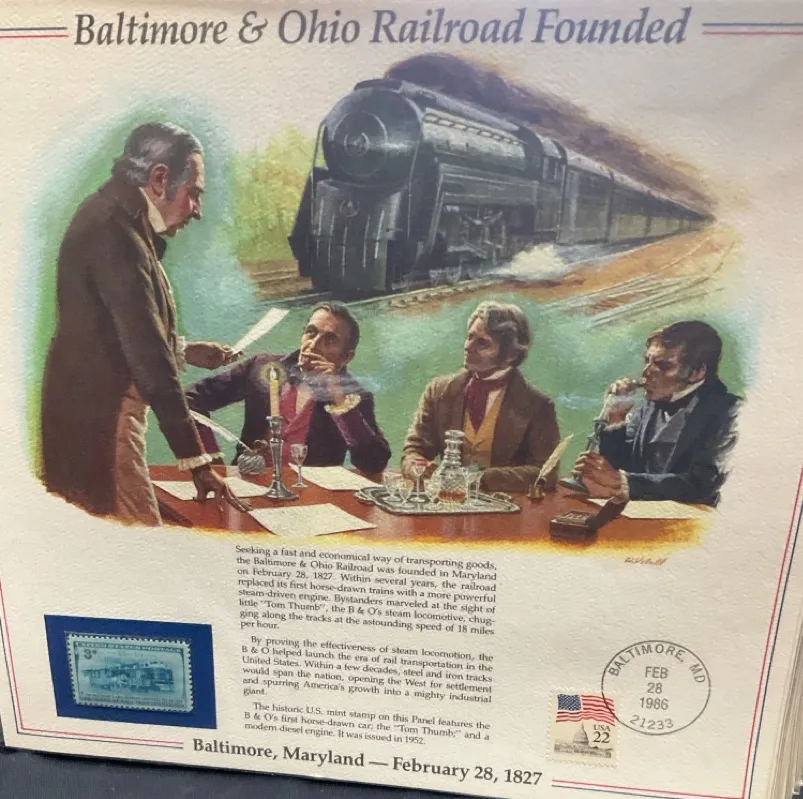 Baltimore & Ohio Railroad Founded
Seeking a fast and economical way of transporting goods,
the Baltimore & Ohio Railroad was founded in Maryland
on February 28, 1827. Within several years, the railroad
replaced its first horse-drawn trains with a more powerful
steam-driven engine. Bystanders marveled at the sight of
little "Tom Thumb", the B & O's steam locomotive, chug-
ging along the tracks at the astounding speed of 18 miles
per hour.
By proving the effectiveness of steam locomotion, the
B & O helped launch the era of rail transportation in the
United States. Within a few decades, steel and iron tracks
would span the nation, opening the West for settlement
and spurring America's growth into a mighty industrial
giant.
The historic U.S. mint stamp on this Panel features the
B & O's first horse-drawn car, the "Tom Thumb," and a
modern diesel engine. It was issued in 1952.
3¢
UNITED STATES POSTAGE
BALTIMORE, MD
FEB
28
1986
21233
USA
22
Baltimore, Maryland — February 28, 1827